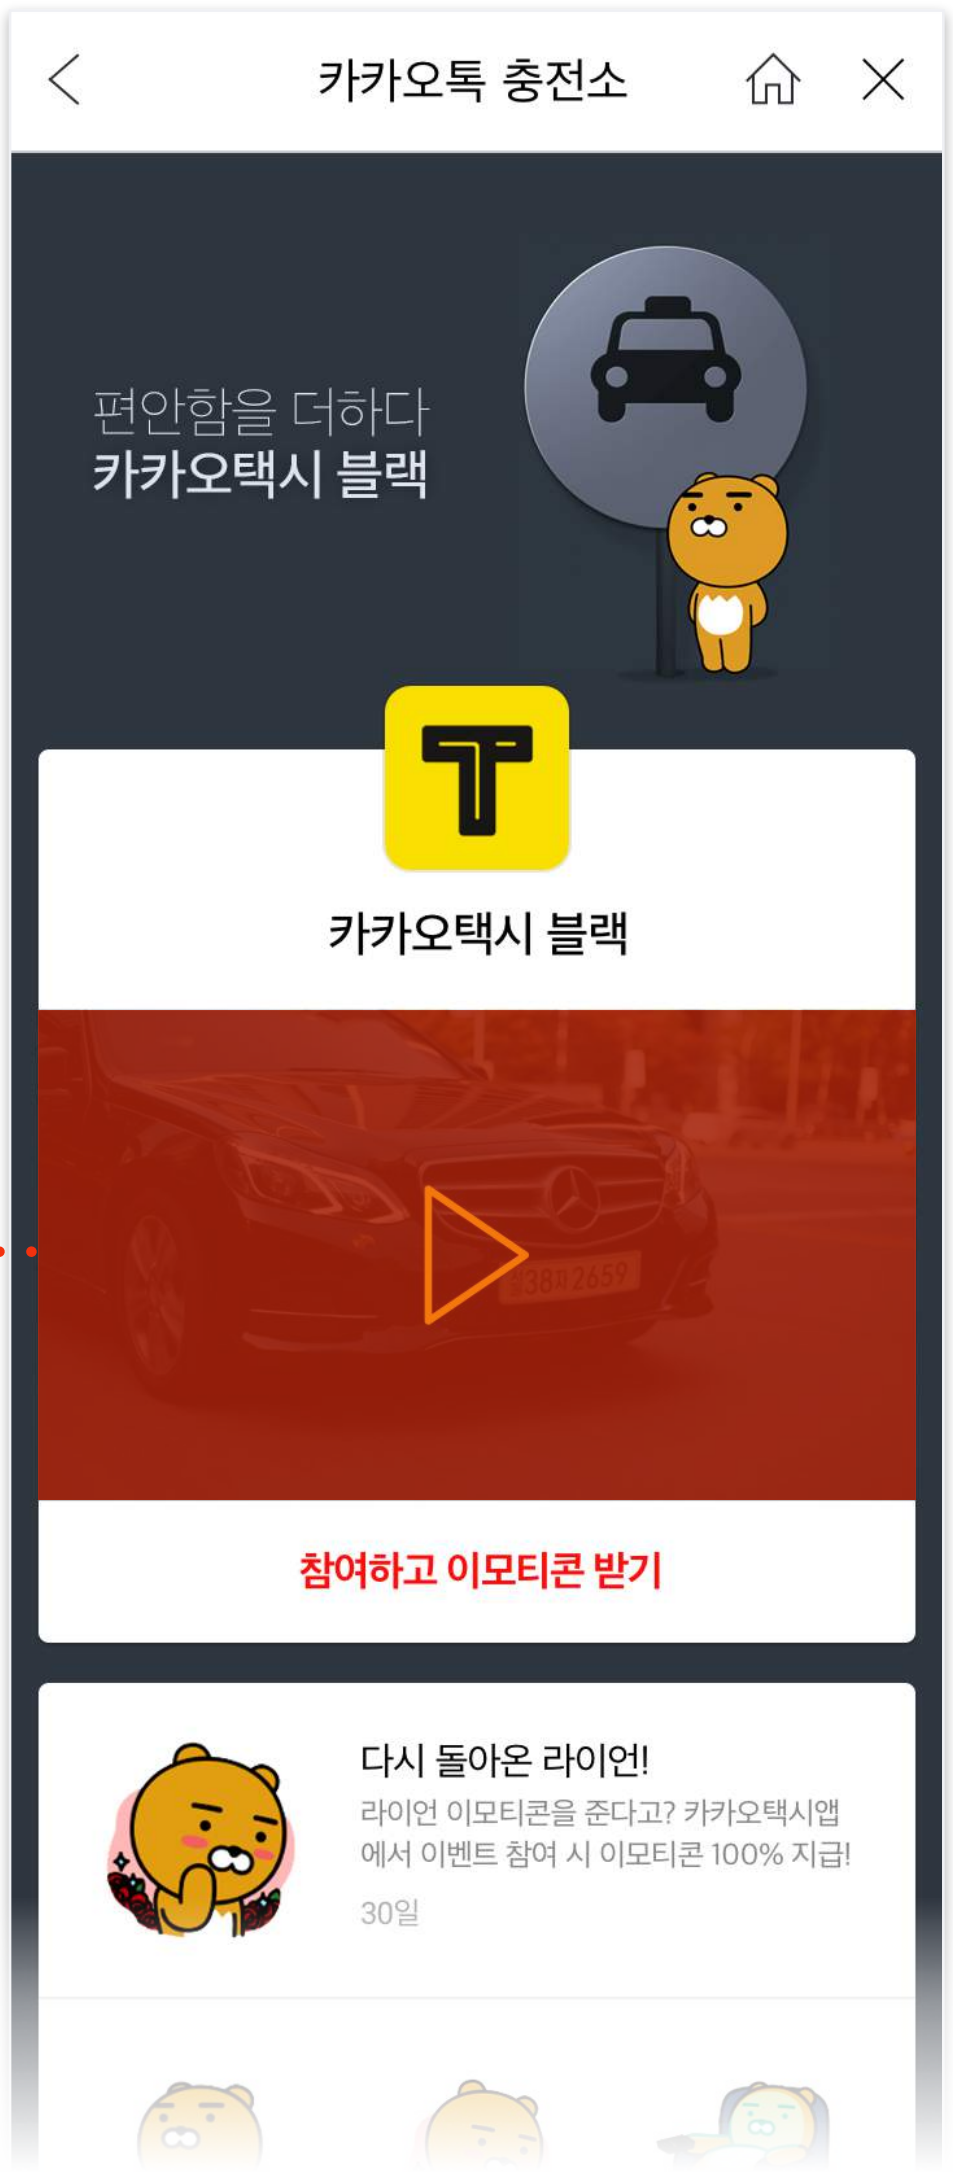 카카오톡 충전소
편안함을 더하다
카카오택시 블랙
T
카카오택시 블랙
38지 2659
참여하고 이모티콘 받기
다시 돌아온 라이언!
라이언 이모티콘을 준다고? 카카오택시앱
에서 이벤트 참여 시 이모티콘 100% 지급!
30일